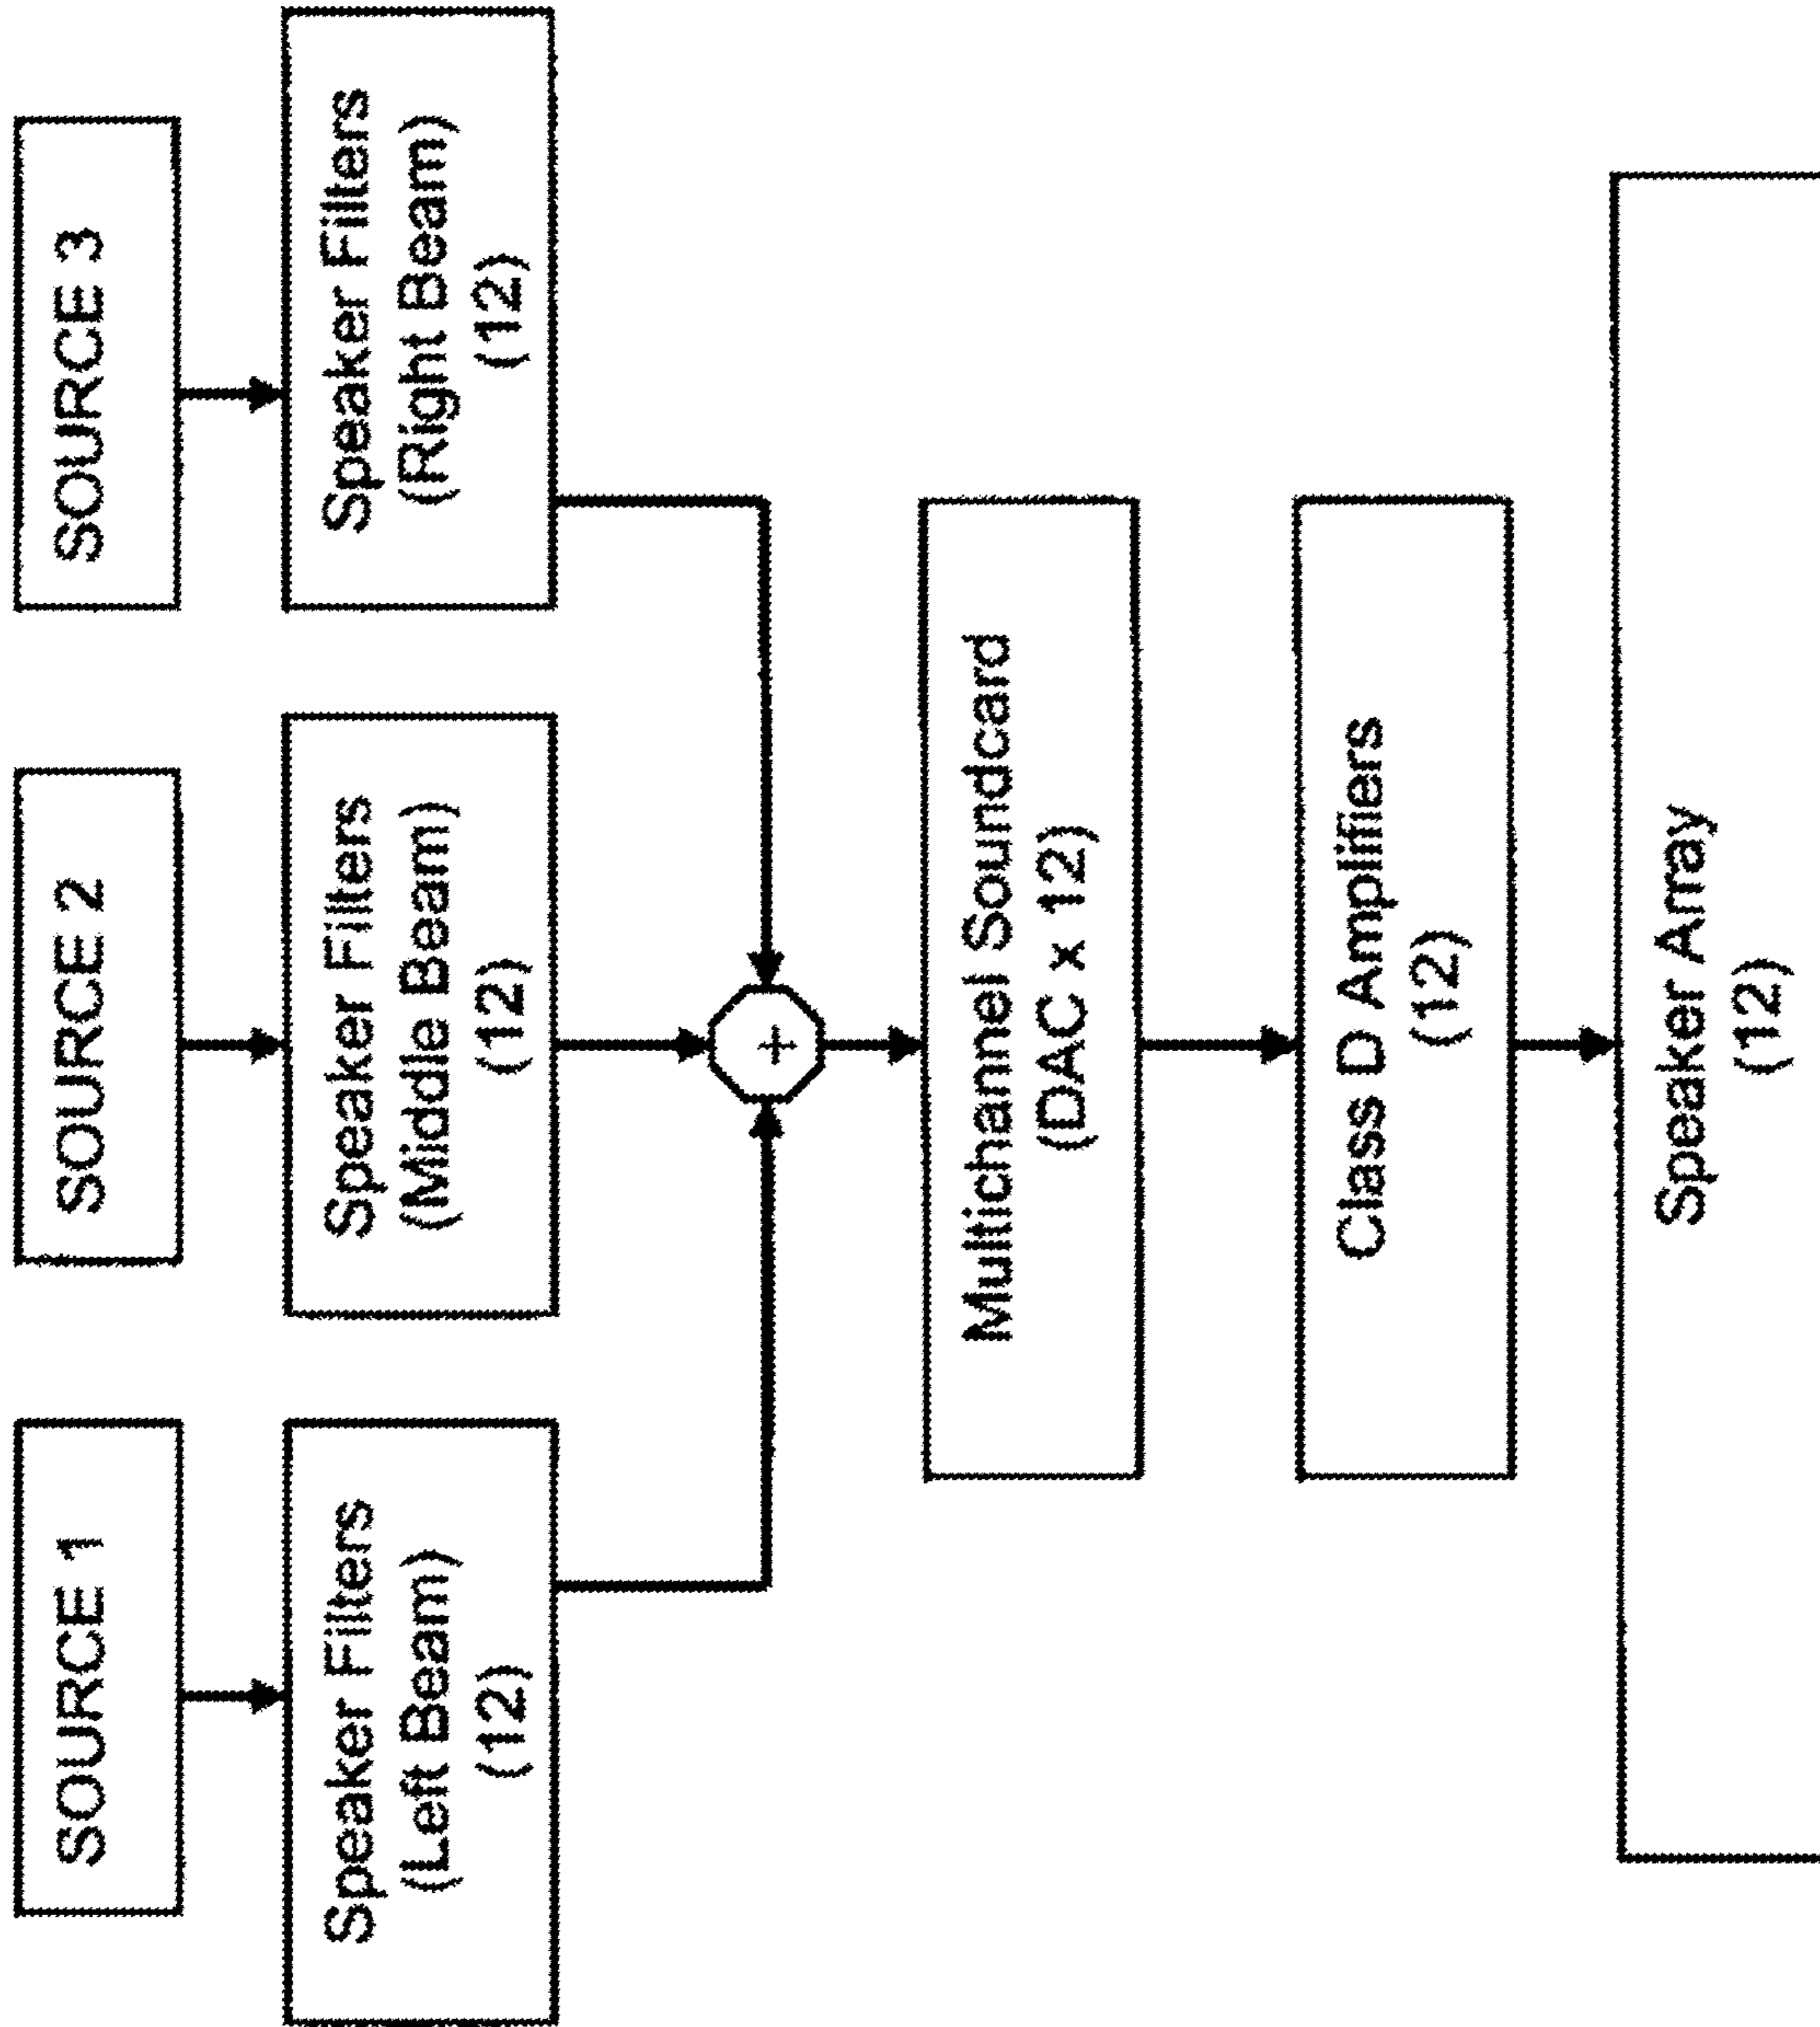 SOURCE 1
SOURCE 2
SOURCE 3
Speaker Filters
(Left Beam)
(12)
Speaker Filters
(Middle Beam)
(12)
Speaker Filters
(Right Beam)
(12)
+
Multichannel Soundcard
(DAC x 12)
Class D Amplifiers
(12)
Speaker Array
(12)